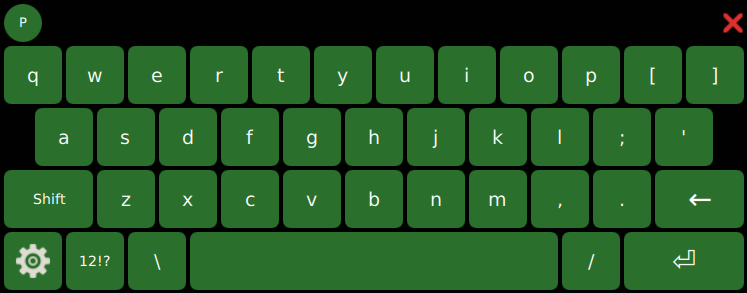 P
q w e r t y u i o p [ ]
a s d f g h j k l ; '
Shift z x c v b n m , . ←
12!? \ / ⏎